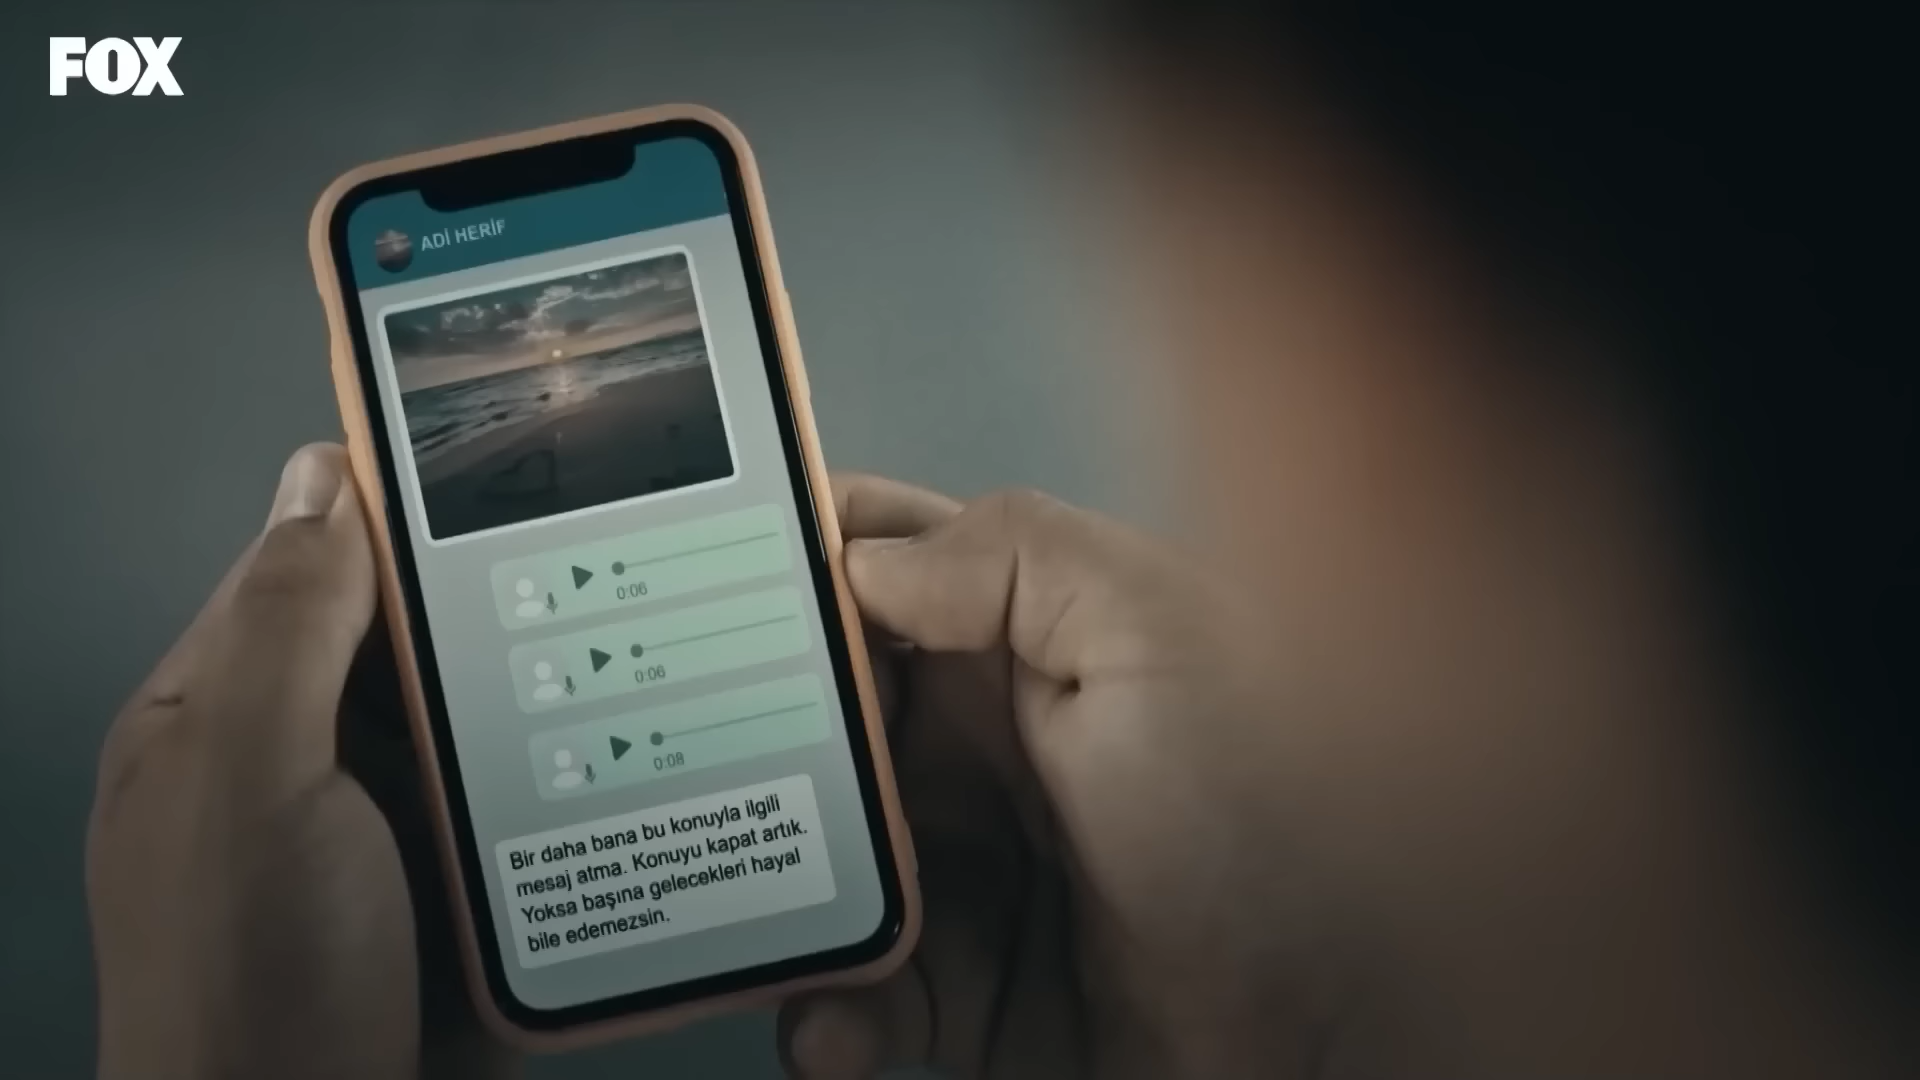 FOX
ADİ HERİF
0:06
0:06
0:08
Bir daha bana bu konuyla ilgili
mesaj atma. Konuyu kapat artık.
Yoksa başına gelecekleri hayal
bile edemezsin.